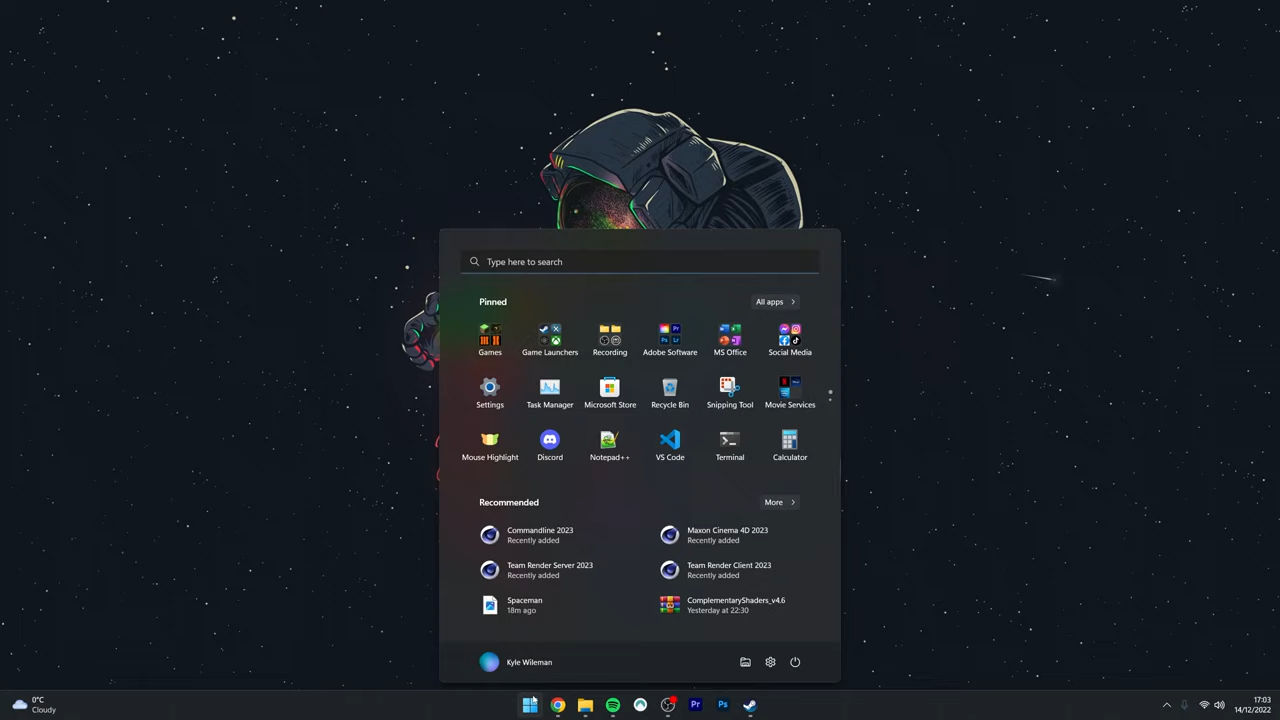 Type here to search
Pinned
All apps
Games
Game Launchers
Recording
Adobe Software
MS Office
Social Media
Settings
Task Manager
Microsoft Store
Recycle Bin
Snipping Tool
Movie Services
Mouse Highlight
Discord
Notepad++
VS Code
Terminal
Calculator
Recommended
More
Commandline 2023
Recently added
Maxon Cinema 4D 2023
Recently added
Team Render Server 2023
Recently added
Team Render Client 2023
Recently added
Spaceman
18m ago
ComplementaryShaders_v4.6
Yesterday at 22:30
Kyle Wileman
0°C
Cloudy
Pr
Ps
17:03
14/12/2022